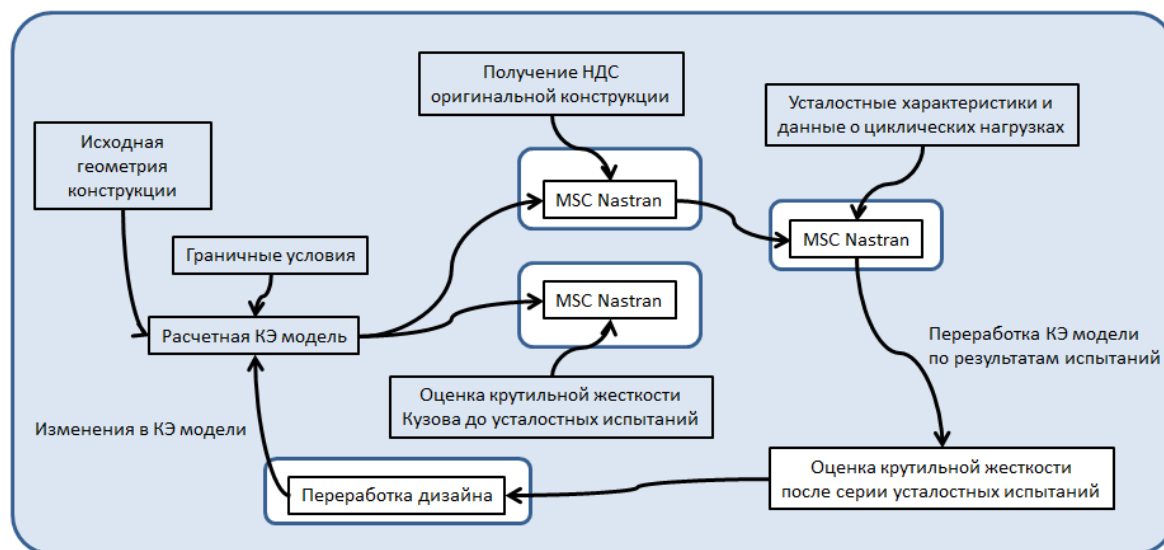 Получение НДС
оригинальной конструкции
Усталостные характеристики и
данные о циклических нагрузках
Исходная
геометрия
конструкции
MSC Nastran
MSC Nastran
Граничные условия
MSC Nastran
Расчетная КЭ модель
Переработка КЭ модели
по результатам испытаний
Оценка крутильной жесткости
Кузова до усталостных испытаний
Изменения в КЭ модели
Оценка крутильной жесткости
после серии усталостных испытаний
Переработка дизайна